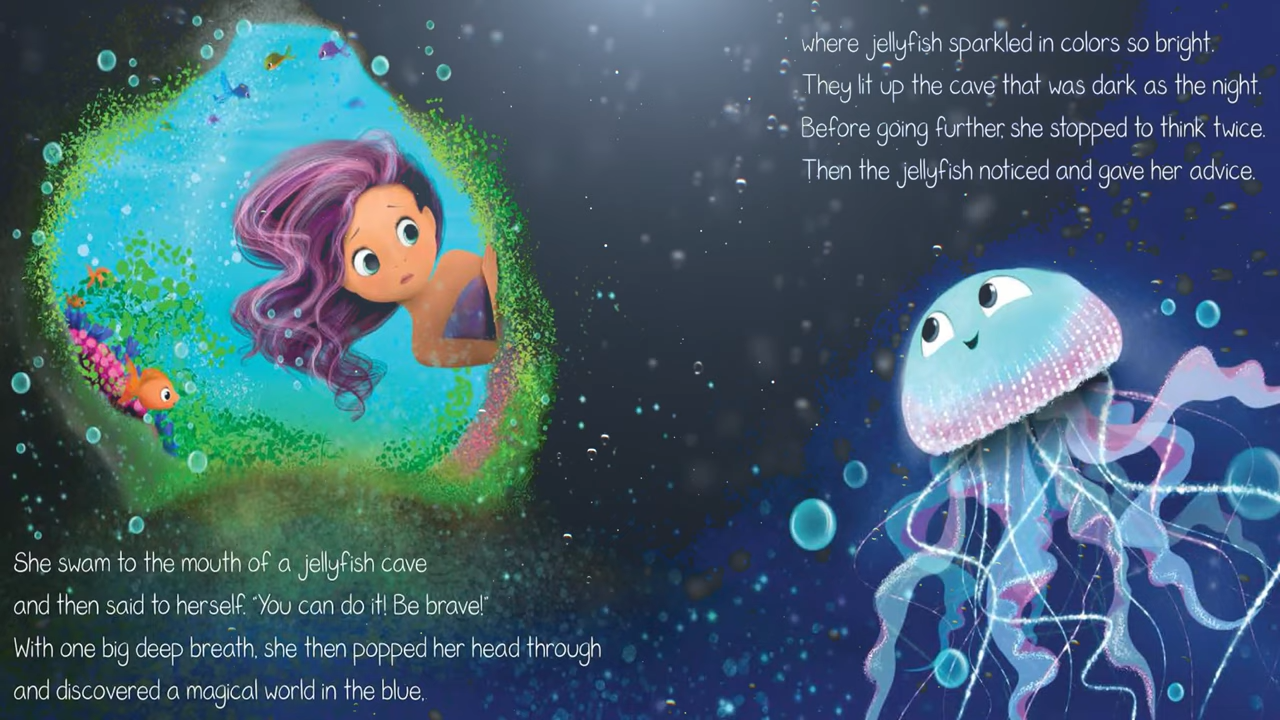 She swam to the mouth of a jellyfish cave
and then said to herself. "You can do it! Be brave!"
With one big deep breath, she then popped her head through
and discovered a magical world in the blue,
where jellyfish sparkled in colors so bright.
They lit up the cave that was dark as the night.
Before going further, she stopped to think twice.
Then the jellyfish noticed and gave her advice.